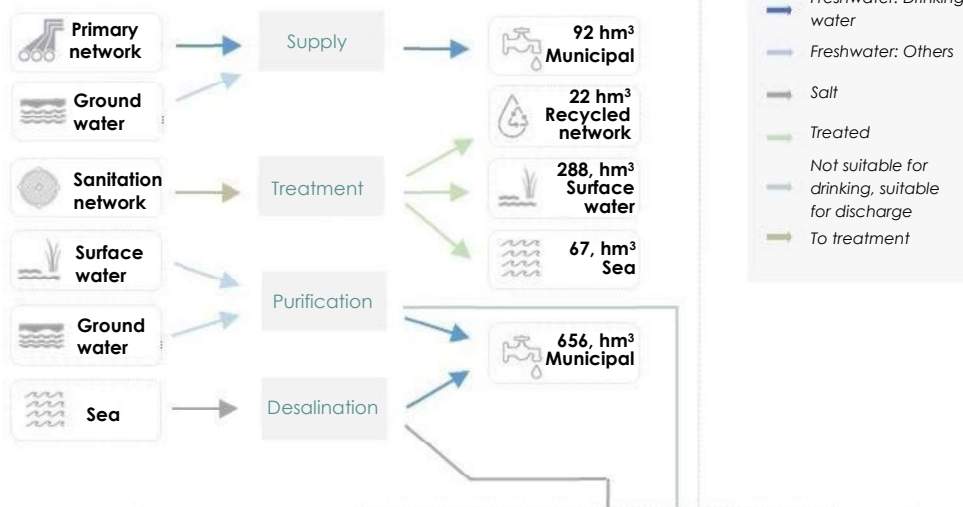 Primary
network
Supply
92 hm³
Municipal
Ground
water
22 hm³
Recycled
network
Sanitation
network
Treatment
288, hm³
Surface
water
Surface
water
67, hm³
Sea
Purification
Ground
water
656, hm³
Municipal
Sea
Desalination
Freshwater: Drinking
water
Freshwater: Others
Salt
Treated
Not suitable for
drinking, suitable
for discharge
To treatment